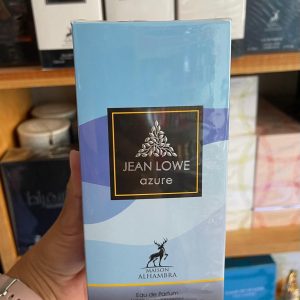 JEAN LOWE
azure
MAISON
ALHAMBRA
Eau de Parfum